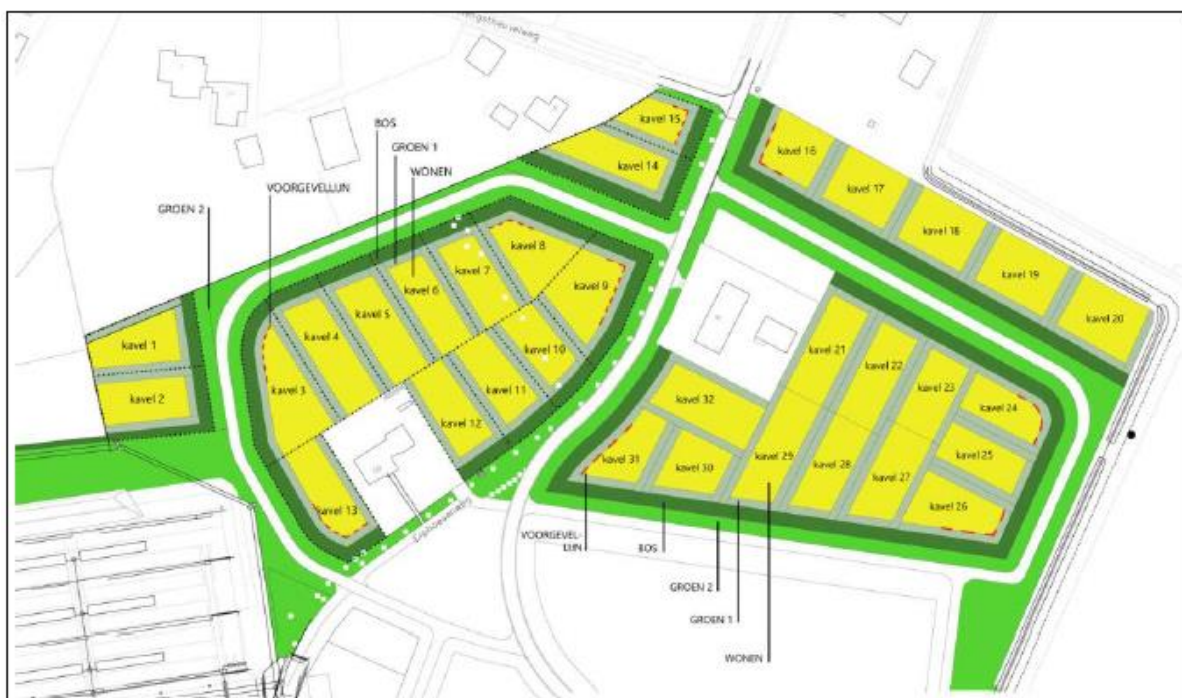 kavel 15
kavel 14
BOS
GROEN 1
WONEN
VOORGEVELLIJN
GROEN 2
kavel 16
kavel 17
kavel 18
kavel 19
kavel 20
kavel 8
kavel 7
kavel 6
kavel 5
kavel 4
kavel 3
kavel 9
kavel 10
kavel 11
kavel 12
kavel 13
kavel 1
kavel 2
kavel 21
kavel 22
kavel 23
kavel 24
kavel 25
kavel 26
kavel 27
kavel 28
kavel 29
kavel 30
kavel 31
kavel 32
VOORGEVEL-
LIJN
BOS
GROEN 2
GROEN 1
WONEN